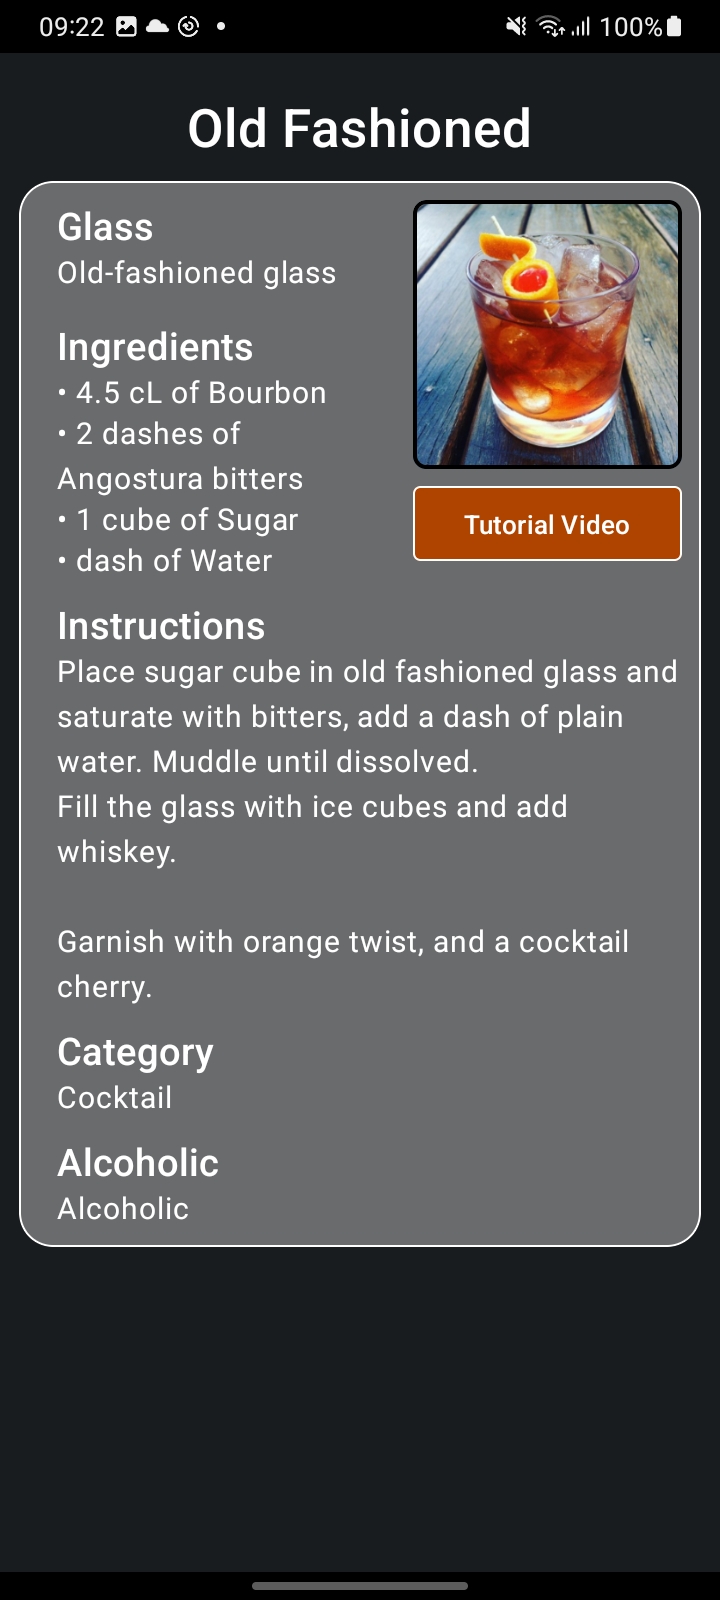 09:22
100%
Old Fashioned
Glass
Old-fashioned glass
Ingredients
• 4.5 cL of Bourbon
• 2 dashes of
Angostura bitters
• 1 cube of Sugar
• dash of Water
Tutorial Video
Instructions
Place sugar cube in old fashioned glass and
saturate with bitters, add a dash of plain
water. Muddle until dissolved.
Fill the glass with ice cubes and add
whiskey.
Garnish with orange twist, and a cocktail
cherry.
Category
Cocktail
Alcoholic
Alcoholic